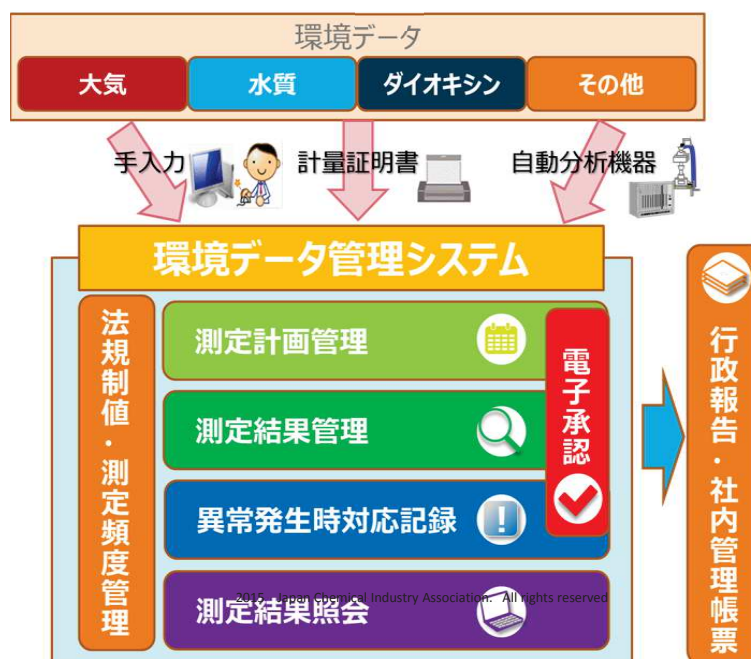 環境データ
大気
水質
ダイオキシン
その他
手入力
計量証明書
自動分析機器
環境データ管理システム
法規制値・測定頻度管理
測定計画管理
測定結果管理
異常発生時対応記録
測定結果照会
電子承認
行政報告・社内管理帳票
2015 Japan Chemical Industry Association. All rights reserved